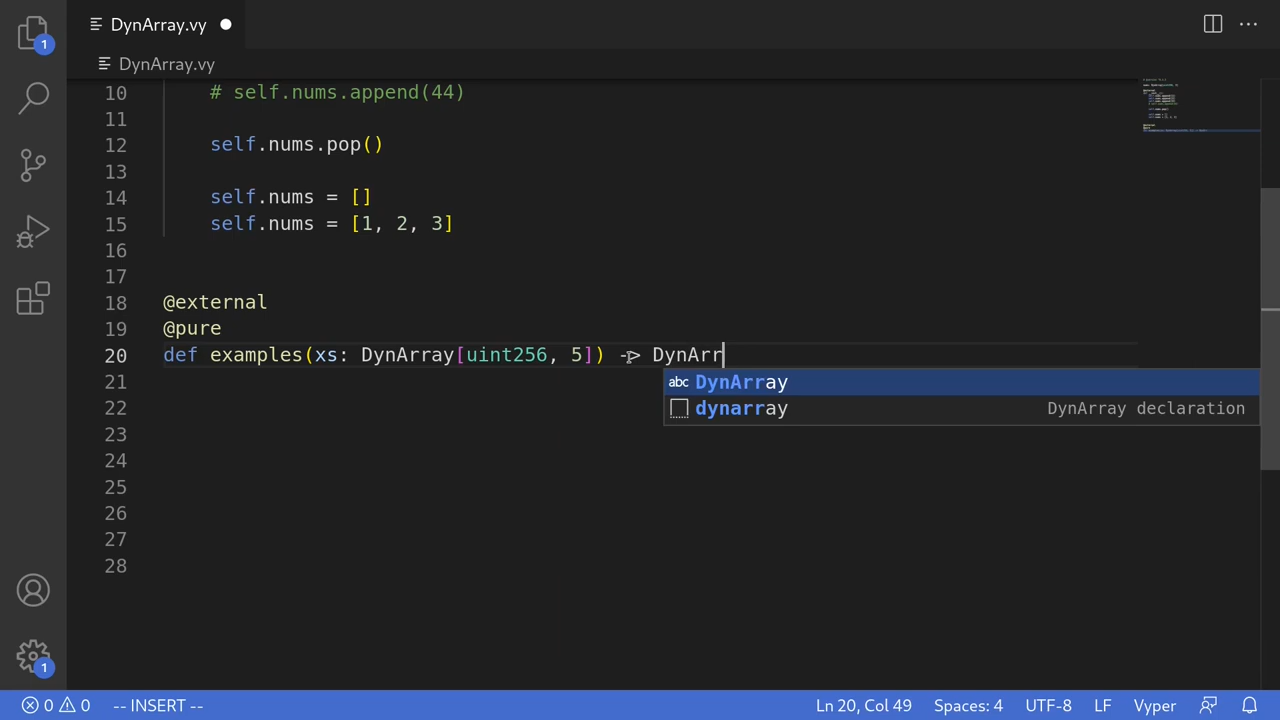 DynArray.vy
1
DynArray.vy
10 # self.nums.append(44)
11
12 self.nums.pop()
13
14 self.nums = []
15 self.nums = [1, 2, 3]
16
17
18 @external
19 @pure
20 def examples(xs: DynArray[uint256, 5]) -> DynArr
21 abc DynArray
22 dynarray DynArray declaration
23
24
25
26
27
28
1
0 0 -- INSERT -- Ln 20, Col 49 Spaces: 4 UTF-8 LF Vyper